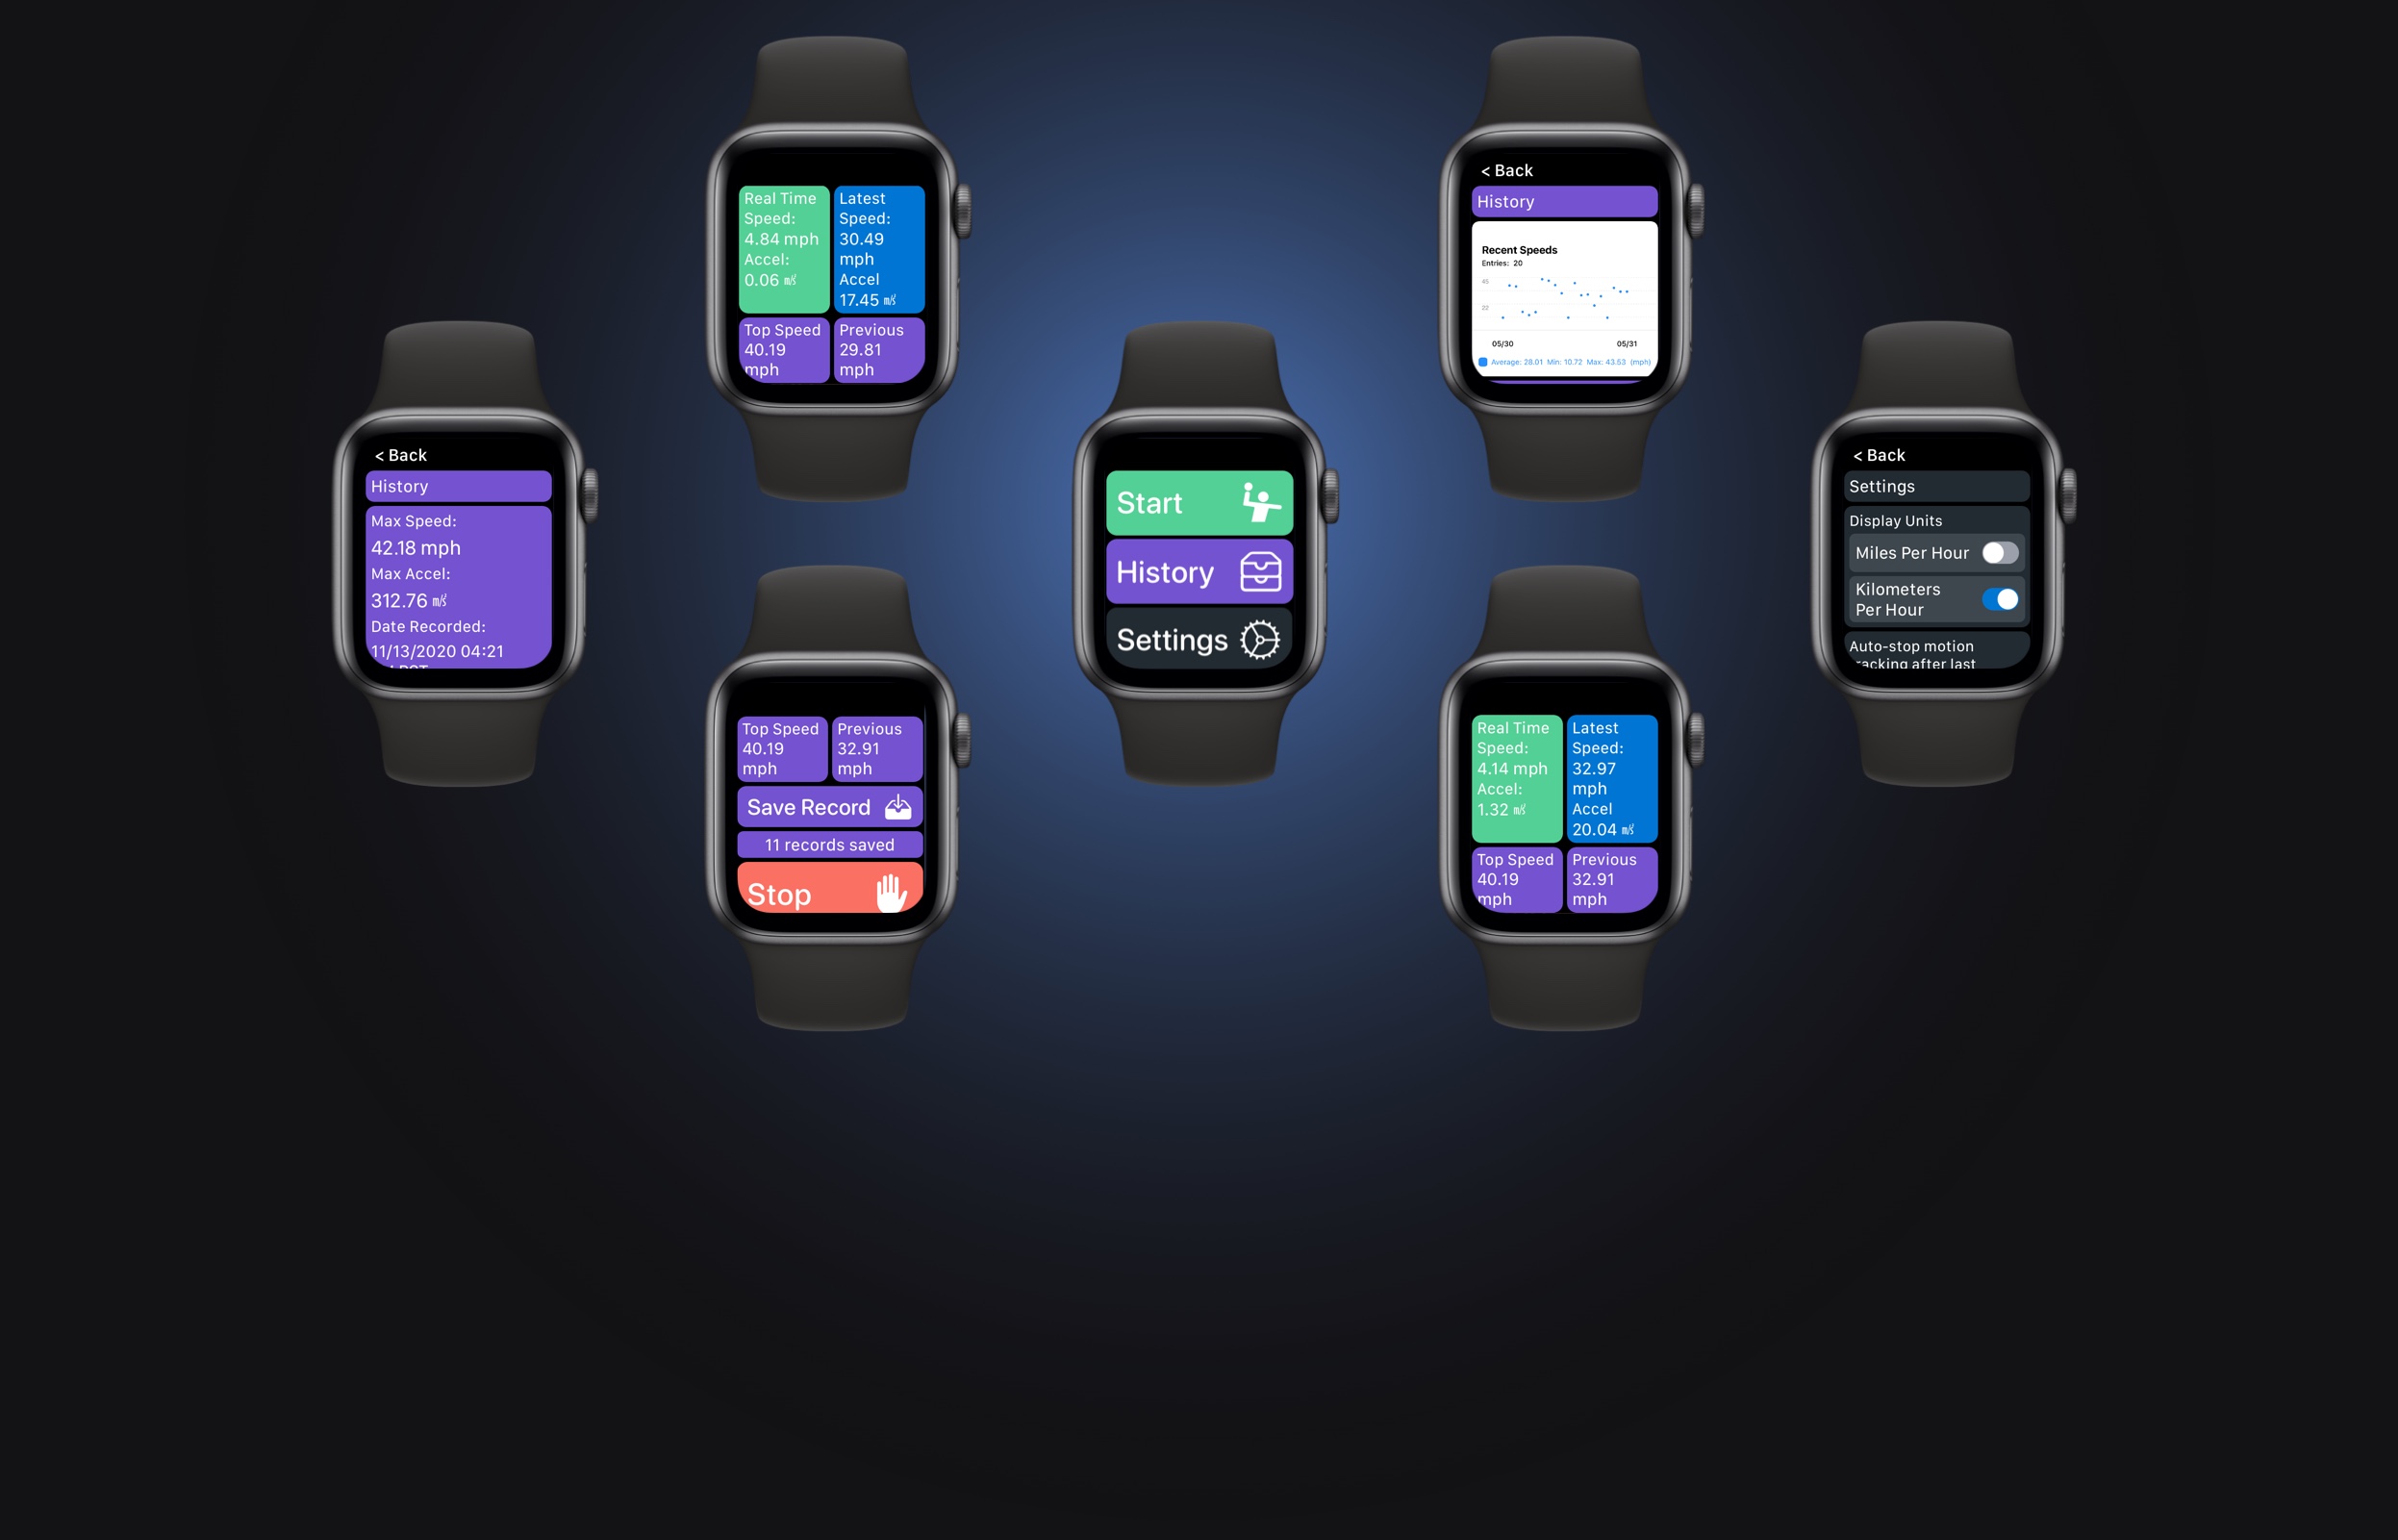 Real Time
Speed:
4.84 mph
Accel:
0.06 m/s²
Latest
Speed:
30.49
mph
Accel
17.45 m/s²
Top Speed
40.19
mph
Previous
29.81
mph
< Back
History
Recent Speeds
Entries: 20
45
22
05/30
05/31
Average: 28.01 Min: 10.72 Max: 43.53 (mph)
< Back
History
Max Speed:
42.18 mph
Max Accel:
312.76 m/s²
Date Recorded:
11/13/2020 04:21
Start
History
Settings
< Back
Settings
Display Units
Miles Per Hour
Kilometers
Per Hour
Auto-stop motion
tracking after last
Top Speed
40.19
mph
Previous
32.91
mph
Save Record
11 records saved
Stop
Real Time
Speed:
4.14 mph
Accel:
1.32 m/s²
Latest
Speed:
32.97
mph
Accel
20.04 m/s²
Top Speed
40.19
mph
Previous
32.91
mph